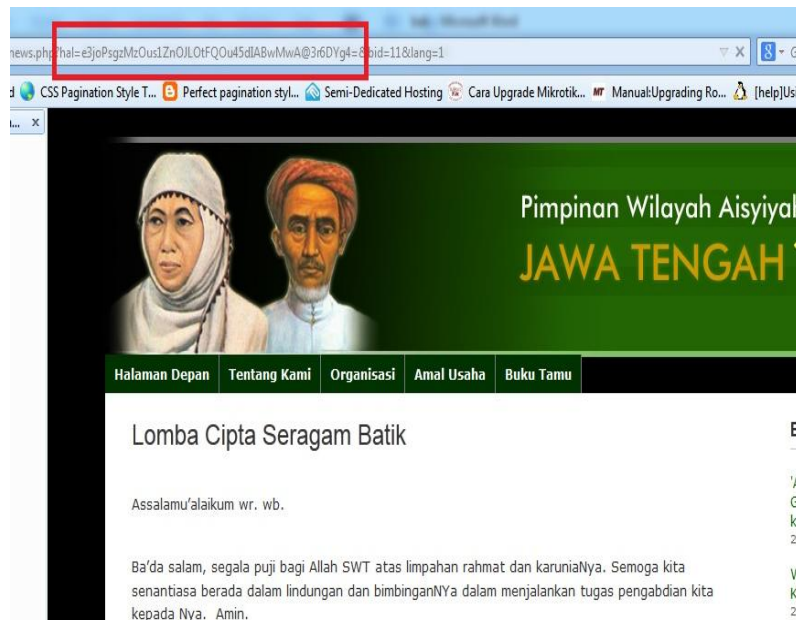 news.php?hal=e3joPsgzMzOus1ZnOJLOtFQOu45dIABwMwA@3r6DYg4=&bid=11&lang=1
CSS Pagination Style T... Perfect pagination styl... Semi-Dedicated Hosting Cara Upgrade Mikrotik... Manual:Upgrading Ro... [help]Usi
Pimpinan Wilayah Aisyiyah
JAWA TENGAH
Halaman Depan Tentang Kami Organisasi Amal Usaha Buku Tamu
Lomba Cipta Seragam Batik
Assalamu'alaikum wr. wb.
Ba'da salam, segala puji bagi Allah SWT atas limpahan rahmat dan karuniaNya. Semoga kita
senantiasa berada dalam lindungan dan bimbinganNYa dalam menjalankan tugas pengabdian kita
kepada Nya. Amin.